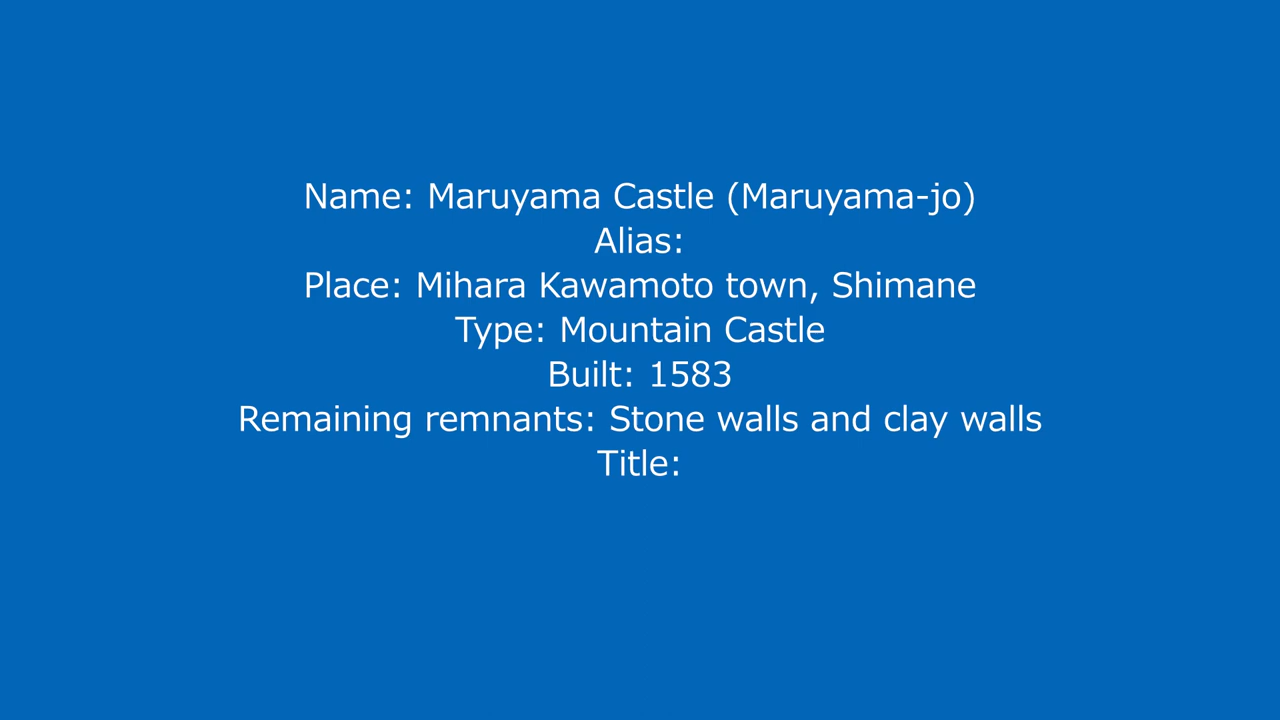 Name: Maruyama Castle (Maruyama-jo)
Alias:
Place: Mihara Kawamoto town, Shimane
Type: Mountain Castle
Built: 1583
Remaining remnants: Stone walls and clay walls
Title: